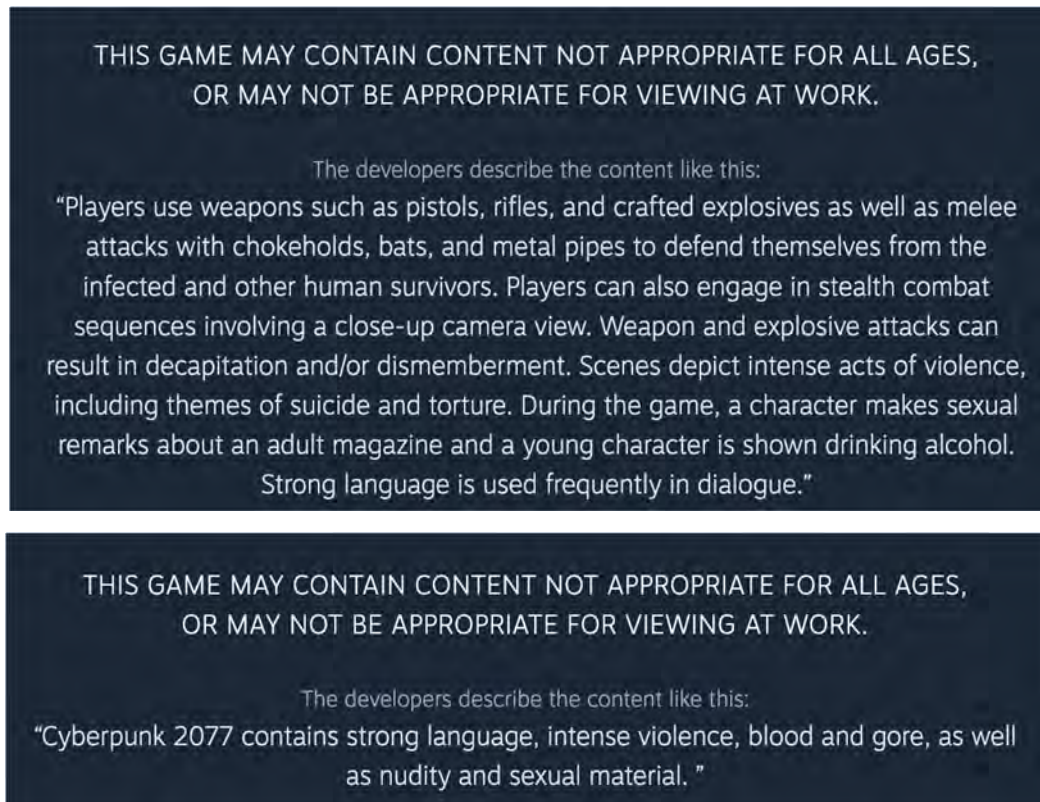 THIS GAME MAY CONTAIN CONTENT NOT APPROPRIATE FOR ALL AGES,
OR MAY NOT BE APPROPRIATE FOR VIEWING AT WORK.
The developers describe the content like this:
“Players use weapons such as pistols, rifles, and crafted explosives as well as melee
attacks with chokeholds, bats, and metal pipes to defend themselves from the
infected and other human survivors. Players can also engage in stealth combat
sequences involving a close-up camera view. Weapon and explosive attacks can
result in decapitation and/or dismemberment. Scenes depict intense acts of violence,
including themes of suicide and torture. During the game, a character makes sexual
remarks about an adult magazine and a young character is shown drinking alcohol.
Strong language is used frequently in dialogue.”
THIS GAME MAY CONTAIN CONTENT NOT APPROPRIATE FOR ALL AGES,
OR MAY NOT BE APPROPRIATE FOR VIEWING AT WORK.
The developers describe the content like this:
“Cyberpunk 2077 contains strong language, intense violence, blood and gore, as well
as nudity and sexual material. ”